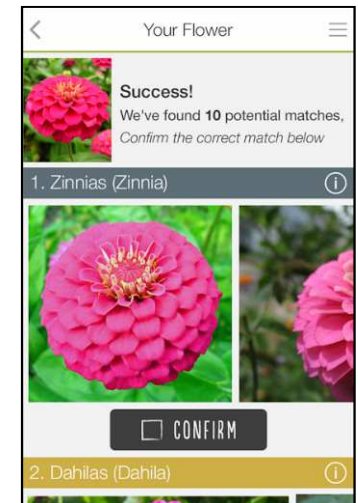 Your Flower
Success!
We've found 10 potential matches,
Confirm the correct match below
1. Zinnias (Zinnia)
CONFIRM
2. Dahilas (Dahila)